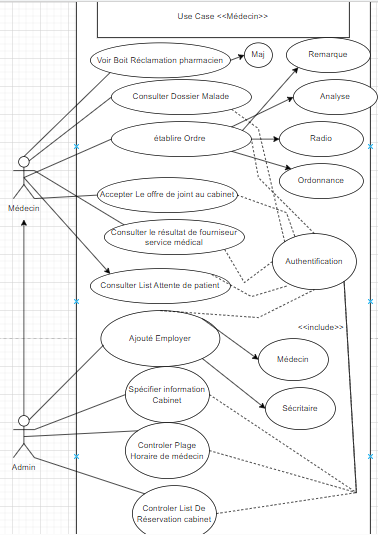 Use Case <<Médecin>>
Voir Boit Réclamation pharmacien
Maj
Remarque
Consulter Dossier Malade
Analyse
établire Ordre
Radio
Ordonnance
Médecin
Accepter Le offre de joint au cabinet
Consulter le résultat de fourniseur
service médical
Authentification
Consulter List Attente de patient
<<include>>
Ajouté Employer
Médecin
Spécifier information
Cabinet
Sécritaire
Controler Plage
Horaire de médecin
Admin
Controler List De
Réservation cabinet